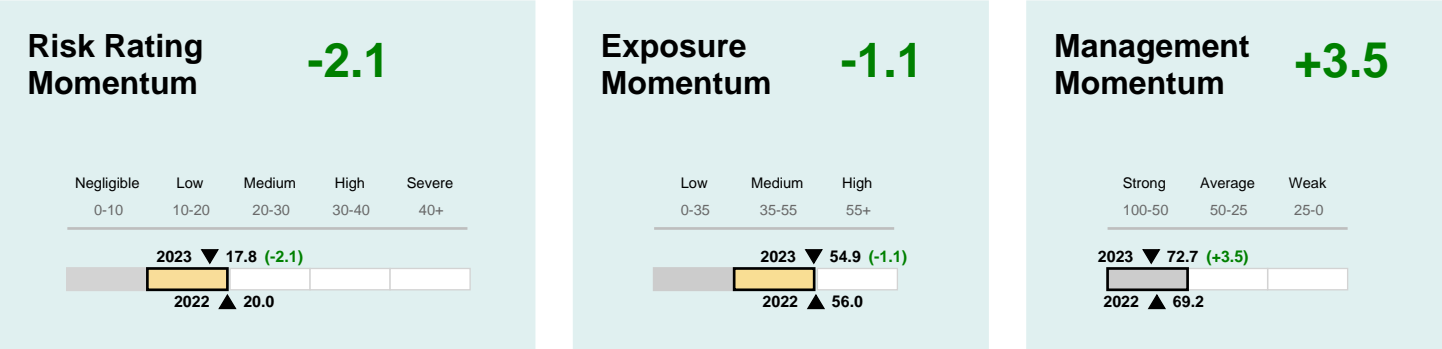 Risk Rating
Momentum
-2.1
Negligible Low Medium High Severe
0-10 10-20 20-30 30-40 40+
2023 ▼ 17.8 (-2.1)
2022 ▲ 20.0
Exposure
Momentum
-1.1
Low Medium High
0-35 35-55 55+
2023 ▼ 54.9 (-1.1)
2022 ▲ 56.0
Management
Momentum
+3.5
Strong Average Weak
100-50 50-25 25-0
2023 ▼ 72.7 (+3.5)
2022 ▲ 69.2